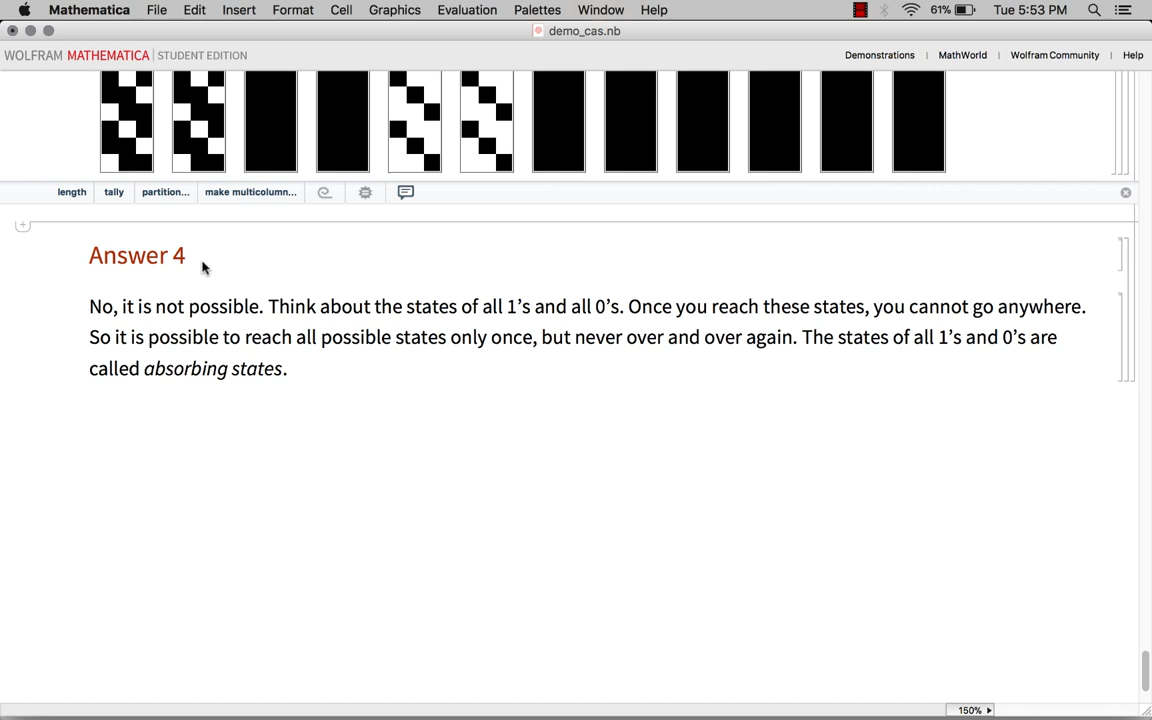 Mathematica File Edit Insert Format Cell Graphics Evaluation Palettes Window Help 61% Tue 5:53 PM
demo_cas.nb
WOLFRAM MATHEMATICA | STUDENT EDITION Demonstrations | MathWorld | Wolfram Community | Help
length tally partition... make multicolumn...
Answer 4
No, it is not possible. Think about the states of all 1’s and all 0’s. Once you reach these states, you cannot go anywhere.
So it is possible to reach all possible states only once, but never over and over again. The states of all 1’s and 0’s are
called absorbing states.
150%